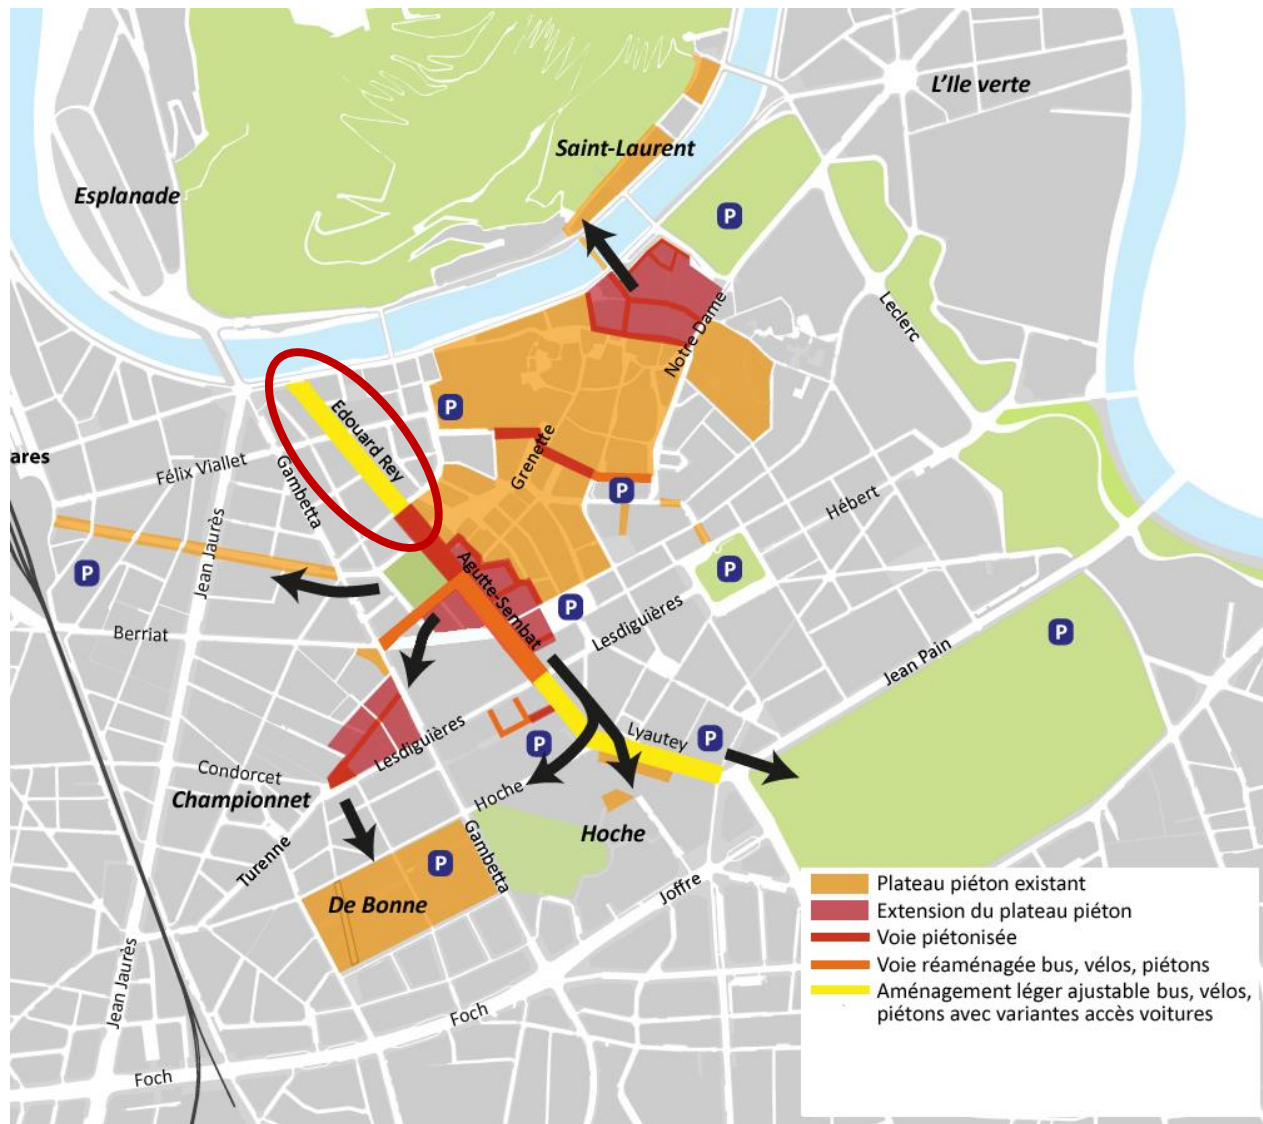 L'Ile verte
Saint-Laurent
Esplanade
P
Leclerc
Notre Dame
Edouard Rey
P
ares
Félix Viallet
Gambetta
Grenette
P
Hébert
Jean Jaurès
P
P
Agutte-Sembat
P
Lesdiguières
Berriat
P
Jean Pain
Lesdiguières
Lyautey
P
P
Condorcet
Championnet
Hoche
Hoche
Turenne
Gambetta
P
De Bonne
Joffre
Jean Jaurès
Foch
Foch
Plateau piéton existant
Extension du plateau piéton
Voie piétonisée
Voie réaménagée bus, vélos, piétons
Aménagement léger ajustable bus, vélos,
piétons avec variantes accès voitures